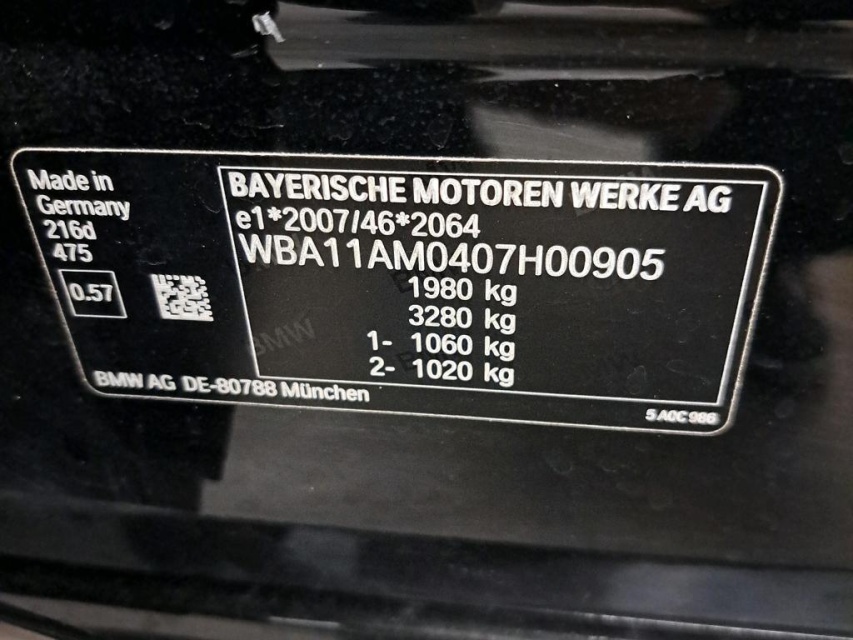 Made in
Germany
216d
475
0.57
BAYERISCHE MOTOREN WERKE AG
e1*2007/46*2064
WBA11AM0407H00905
1980 kg
3280 kg
1- 1060 kg
2- 1020 kg
BMW AG DE-80788 München
5 A0C 986
BMW